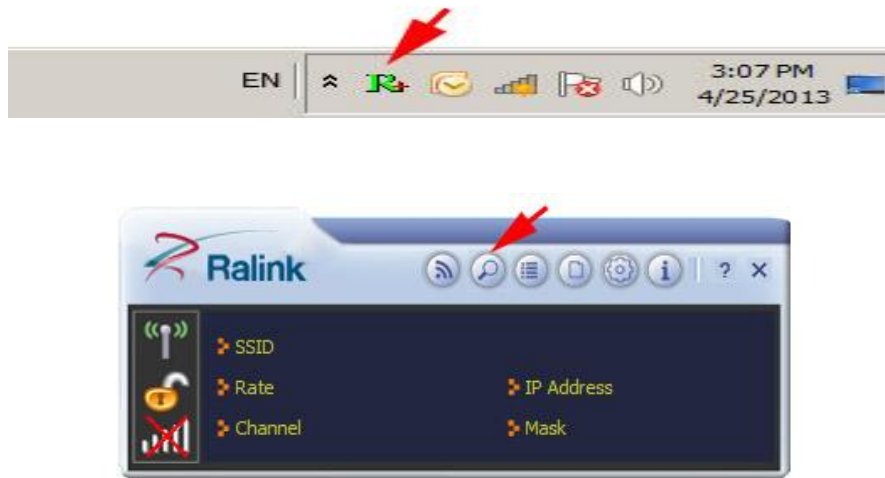 EN R+ 3:07 PM
4/25/2013
Ralink i ? ×
SSID
Rate IP Address
Channel Mask